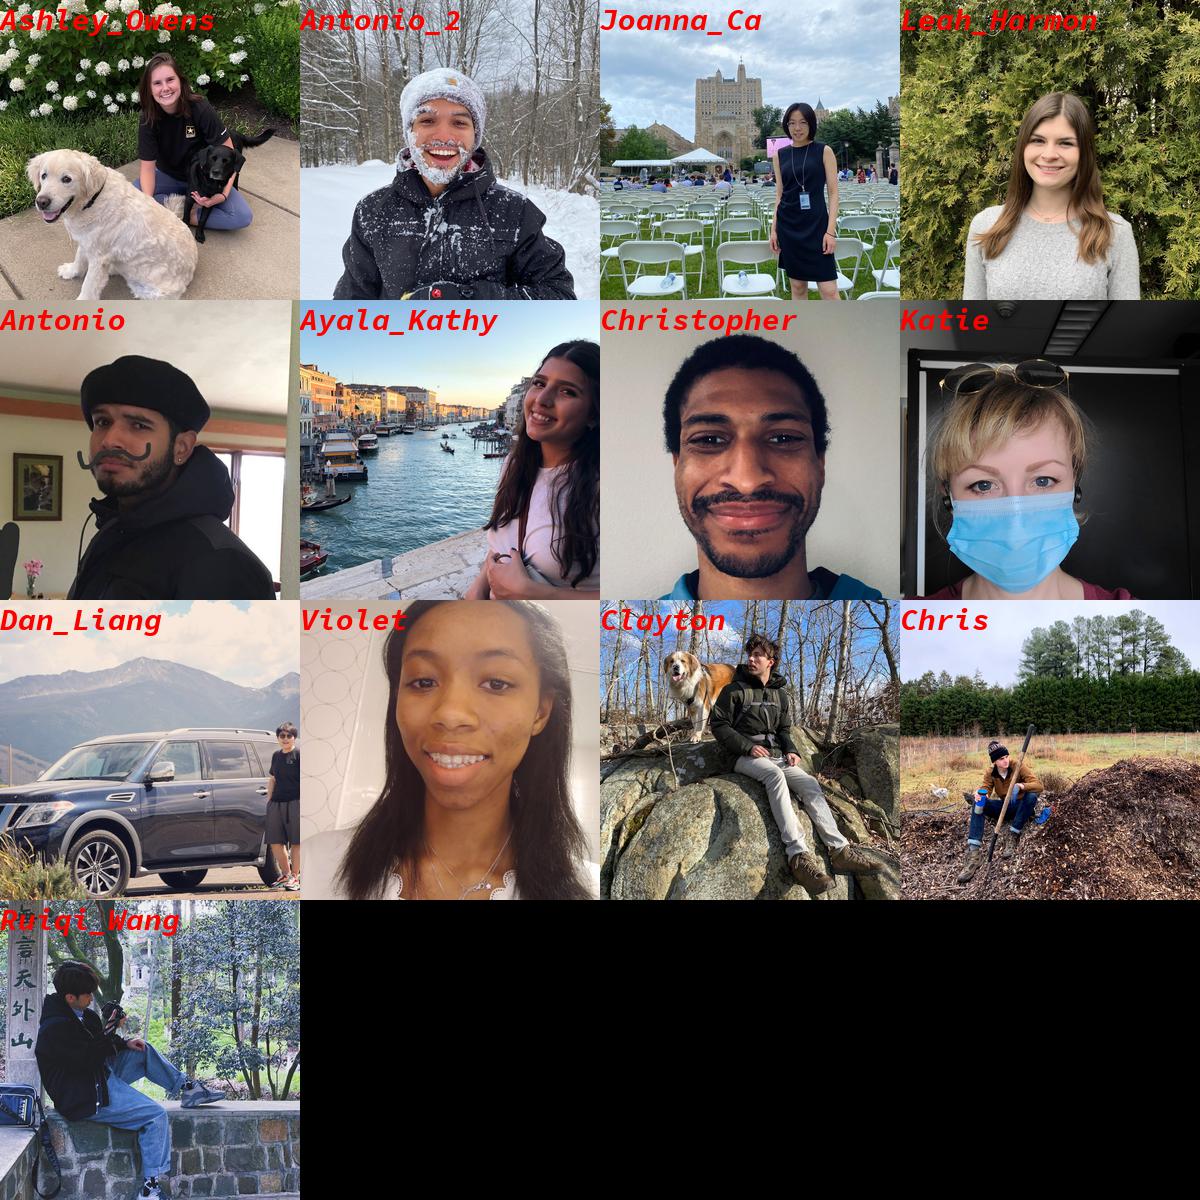 Ashley_Owens
Antonio_2
Joanna_Ca
Leah_Harmon
Antonio
Ayala_Kathy
Christopher
Katie
Dan_Liang
Violet
Clayton
Chris
Ruiqi_Wang
言天外山